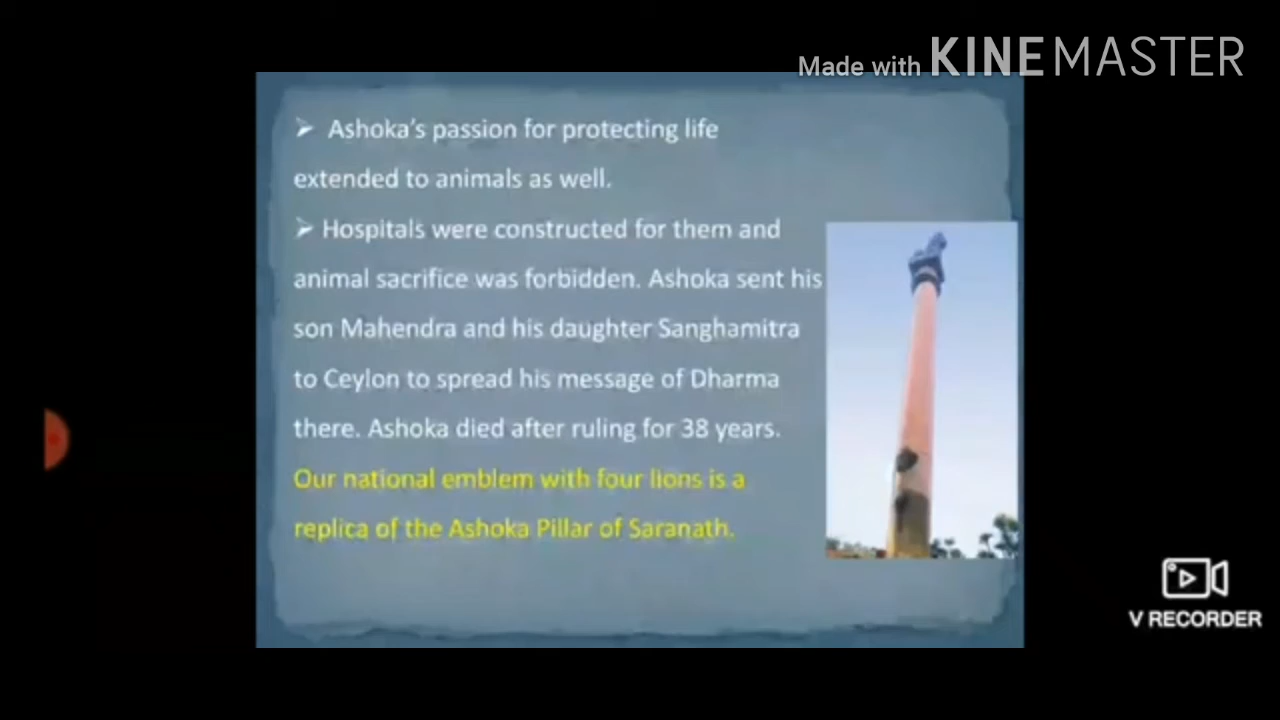 Made with KINEMASTER
➢ Ashoka's passion for protecting life
extended to animals as well.
➢ Hospitals were constructed for them and
animal sacrifice was forbidden. Ashoka sent his
son Mahendra and his daughter Sanghamitra
to Ceylon to spread his message of Dharma
there. Ashoka died after ruling for 38 years.
Our national emblem with four lions is a
replica of the Ashoka Pillar of Saranath.
V RECORDER